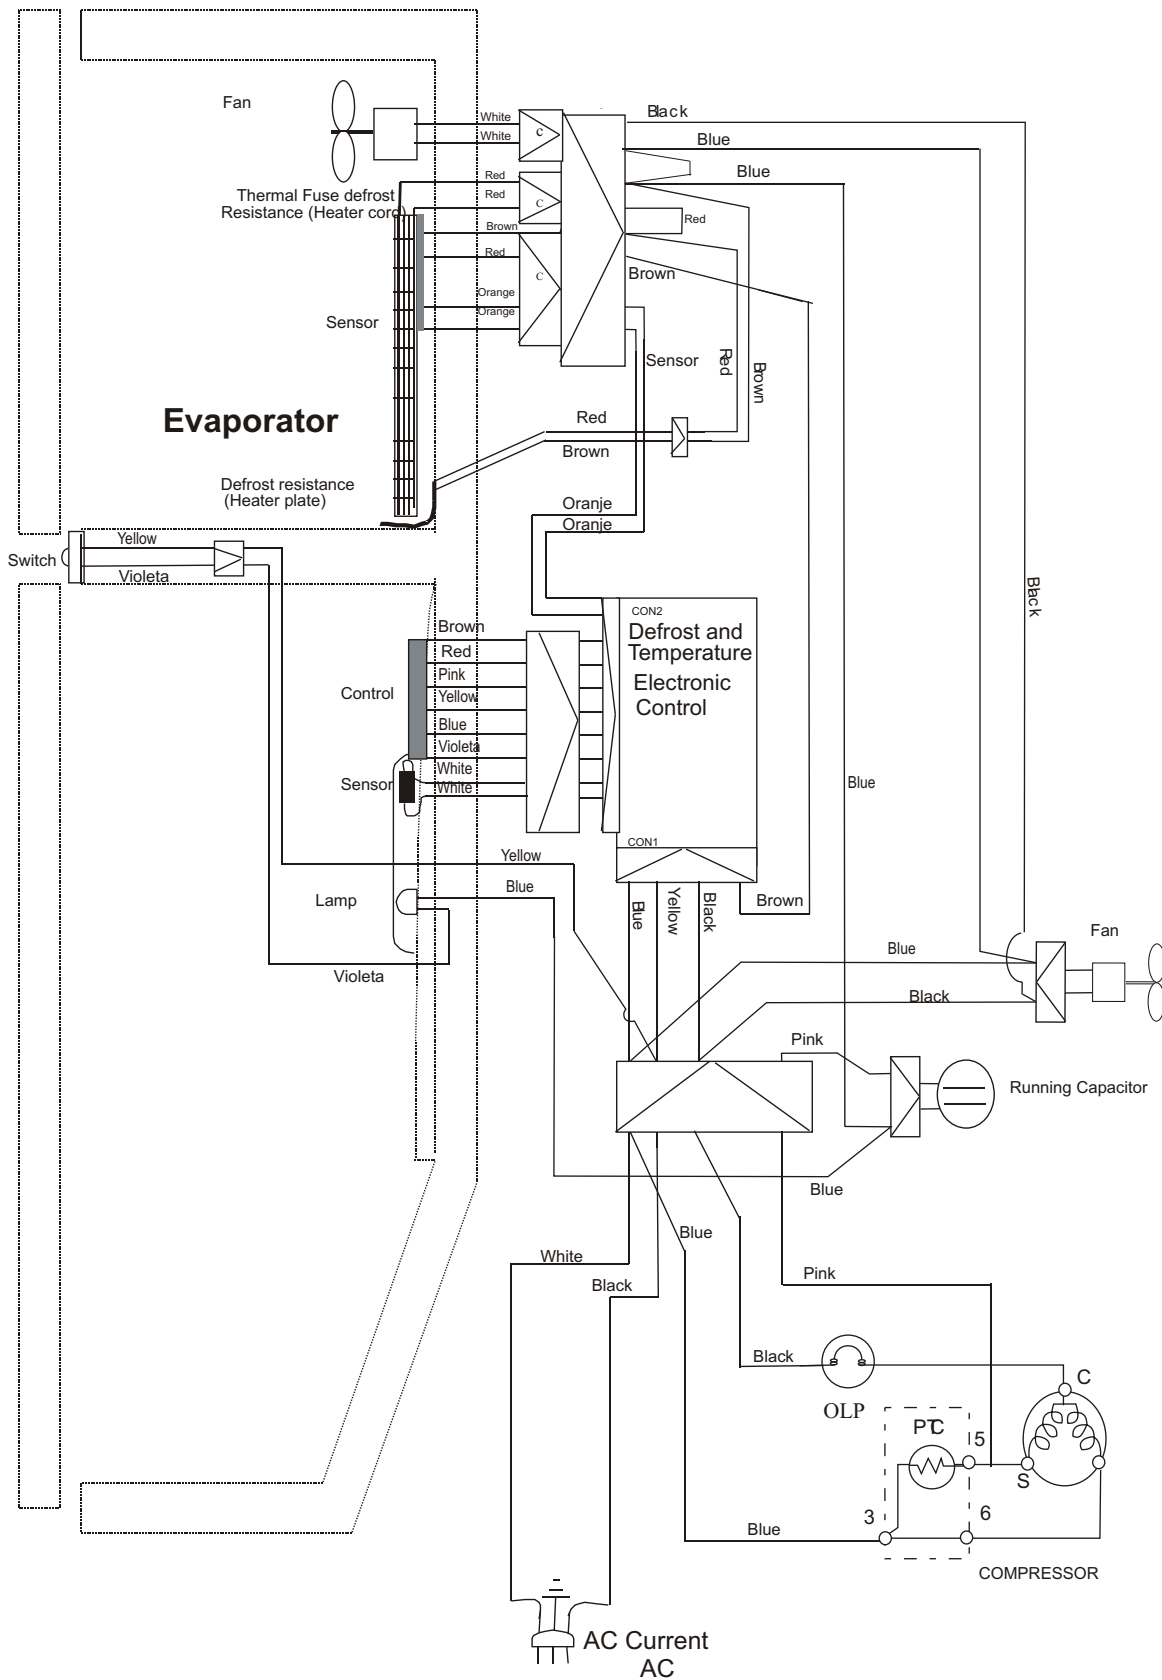 Fan
White
White
c
Black
Blue
Blue
Thermal Fuse defrost
Resistance (Heater cord)
Red
Red
c
Red
Brown
Red
c
Brown
Orange
Orange
Sensor
Sensor
Red
Brown
Evaporator
Red
Brown
Defrost resistance
(Heater plate)
Oranje
Oranje
Switch
Yellow
Violeta
Black
CON2
Defrost and
Temperature
Electronic
Control
Brown
Red
Pink
Yellow
Blue
Violeta
White
White
Control
Sensor
Blue
CON1
Yellow
Blue
Lamp
Violeta
Blue
Yellow
Black
Brown
Blue
Black
Fan
Pink
Running Capacitor
Blue
Blue
White
Black
Pink
Black
OLP
C
PTC
5
S
3
6
Blue
COMPRESSOR
AC Current
AC